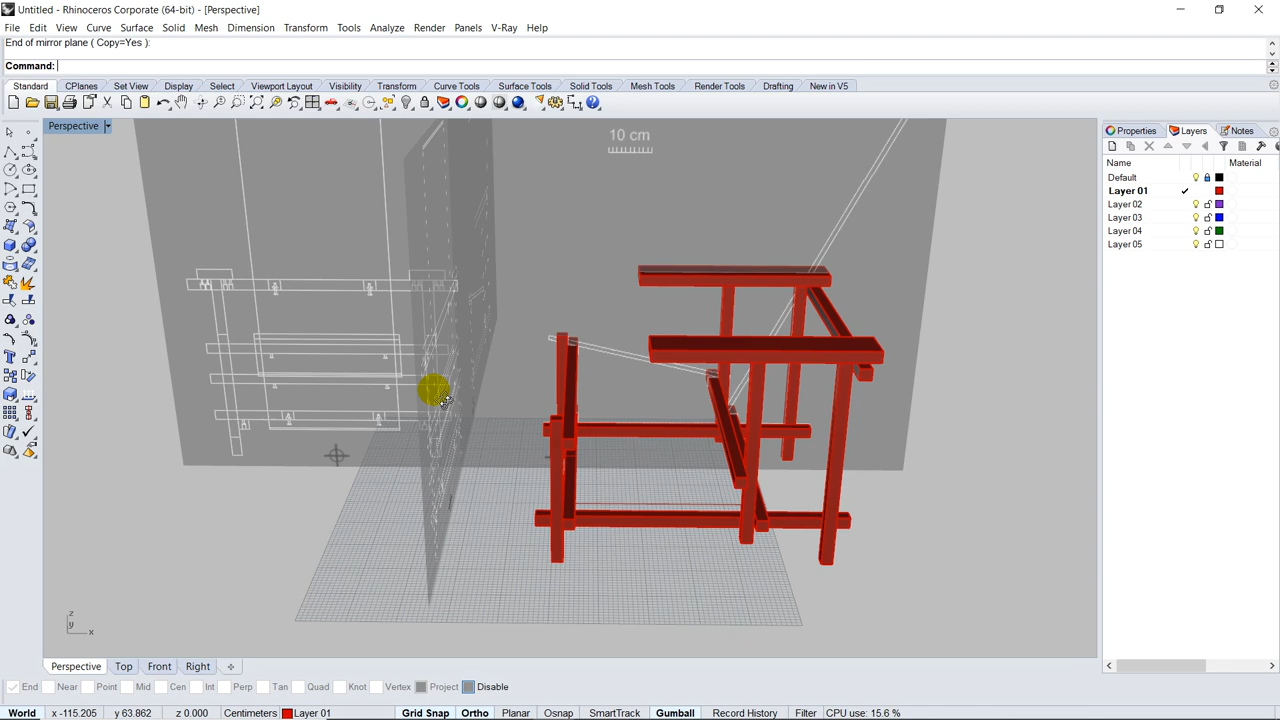 Untitled - Rhinoceros Corporate (64-bit) - [Perspective]
File Edit View Curve Surface Solid Mesh Dimension Transform Tools Analyze Render Panels V-Ray Help
End of mirror plane ( Copy=Yes ):
Command:
Standard CPlanes Set View Display Select Viewport Layout Visibility Transform Curve Tools Surface Tools Solid Tools Mesh Tools Render Tools Drafting New in V5
Perspective
10 cm
Properties Layers Notes
Name Material
Default
Layer 01
Layer 02
Layer 03
Layer 04
Layer 05
z
y
x
Perspective Top Front Right
End Near Point Mid Cen Int Perp Tan Quad Knot Vertex Project Disable
World x -115.205 y 63.862 z 0.000 Centimeters Layer 01 Grid Snap Ortho Planar Osnap SmartTrack Gumball Record History Filter CPU use: 15.6 %